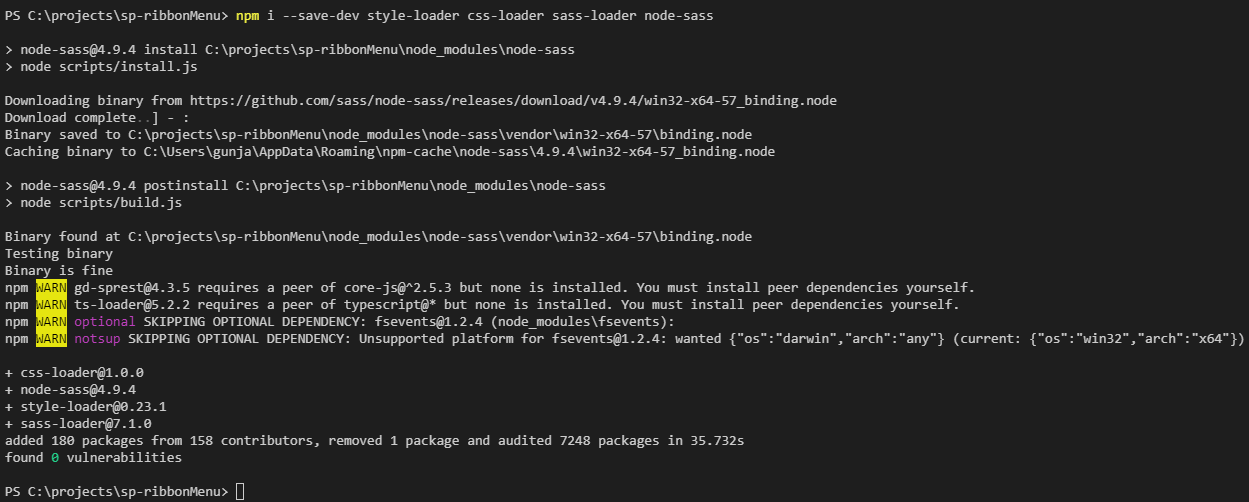 PS C:\projects\sp-ribbonMenu> npm i --save-dev style-loader css-loader sass-loader node-sass
> node-sass@4.9.4 install C:\projects\sp-ribbonMenu\node_modules\node-sass
> node scripts/install.js
Downloading binary from https://github.com/sass/node-sass/releases/download/v4.9.4/win32-x64-57_binding.node
Download complete..] - :
Binary saved to C:\projects\sp-ribbonMenu\node_modules\node-sass\vendor\win32-x64-57\binding.node
Caching binary to C:\Users\gunja\AppData\Roaming\npm-cache\node-sass\4.9.4\win32-x64-57_binding.node
> node-sass@4.9.4 postinstall C:\projects\sp-ribbonMenu\node_modules\node-sass
> node scripts/build.js
Binary found at C:\projects\sp-ribbonMenu\node_modules\node-sass\vendor\win32-x64-57\binding.node
Testing binary
Binary is fine
npm WARN gd-sprest@4.3.5 requires a peer of core-js@^2.5.3 but none is installed. You must install peer dependencies yourself.
npm WARN ts-loader@5.2.2 requires a peer of typescript@* but none is installed. You must install peer dependencies yourself.
npm WARN optional SKIPPING OPTIONAL DEPENDENCY: fsevents@1.2.4 (node_modules\fsevents):
npm WARN notsup SKIPPING OPTIONAL DEPENDENCY: Unsupported platform for fsevents@1.2.4: wanted {"os":"darwin","arch":"any"} (current: {"os":"win32","arch":"x64"})
+ css-loader@1.0.0
+ node-sass@4.9.4
+ style-loader@0.23.1
+ sass-loader@7.1.0
added 180 packages from 158 contributors, removed 1 package and audited 7248 packages in 35.732s
found 0 vulnerabilities
PS C:\projects\sp-ribbonMenu>